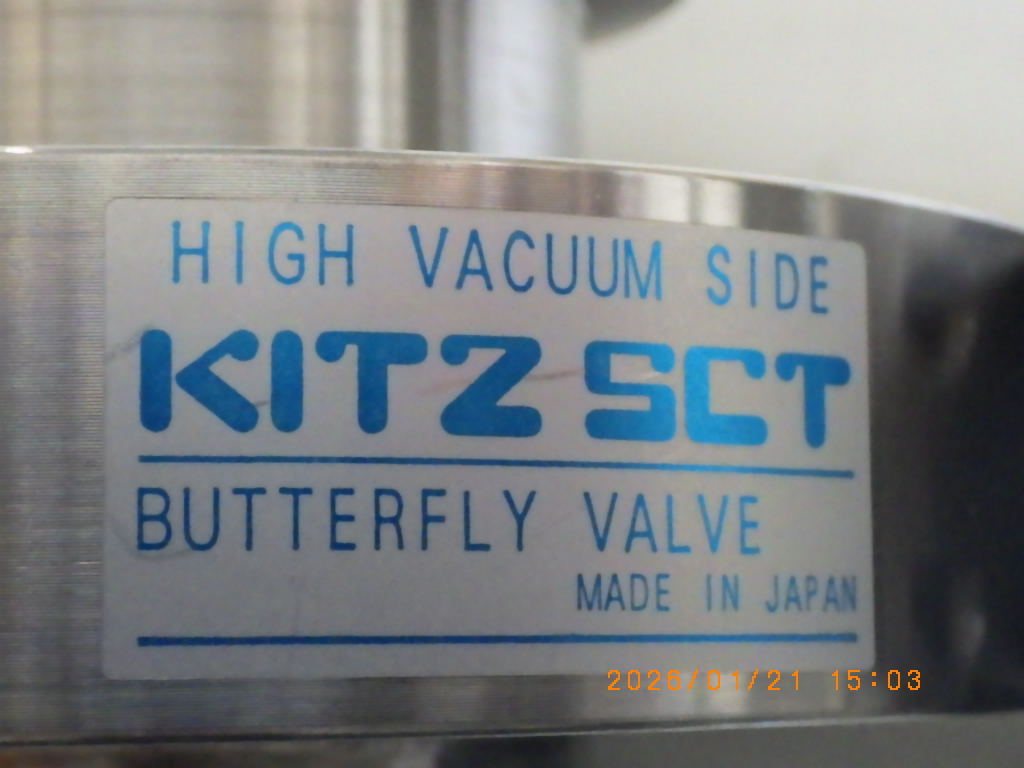 HIGH VACUUM SIDE
KITZ SCT
BUTTERFLY VALVE
MADE IN JAPAN
2026/01/21 15:03